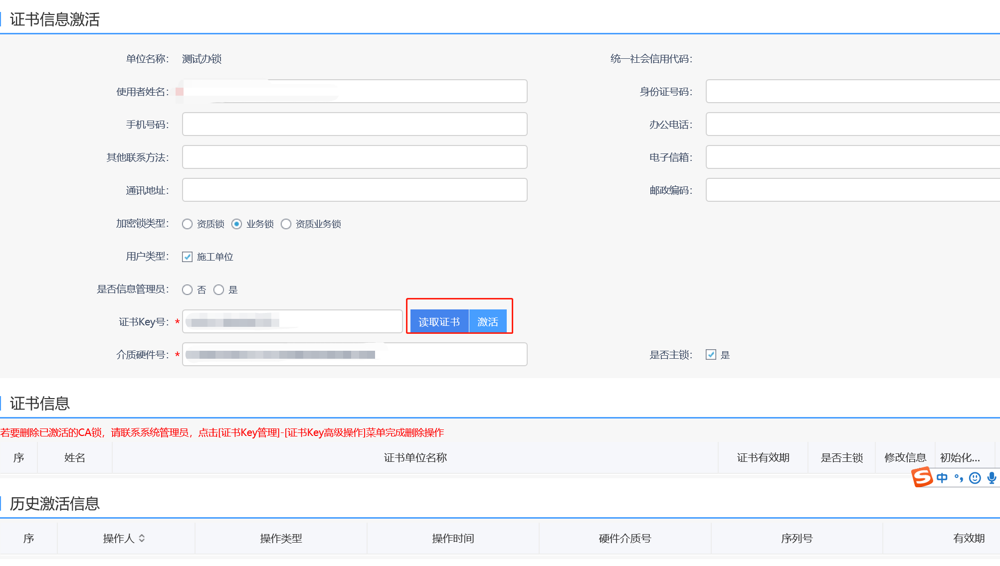 证书信息激活
单位名称： 测试办锁 统一社会信用代码：
使用者姓名： 身份证号码：
手机号码： 办公电话：
其他联系方法： 电子信箱：
通讯地址： 邮政编码：
加密锁类型： 资质锁 业务锁 资质业务锁
用户类型： 施工单位
是否信息管理员： 否 是
证书Key号：* 读取证书 激活
介质硬件号：* 是否主锁： 是
证书信息
若要删除已激活的CA锁，请联系系统管理员，点击[证书Key管理]-[证书Key高级操作]菜单完成删除操作
序 姓名 证书单位名称 证书有效期 是否主锁 修改信息 初始化...
S 中
历史激活信息
序 操作人 操作类型 操作时间 硬件介质号 序列号 有效期